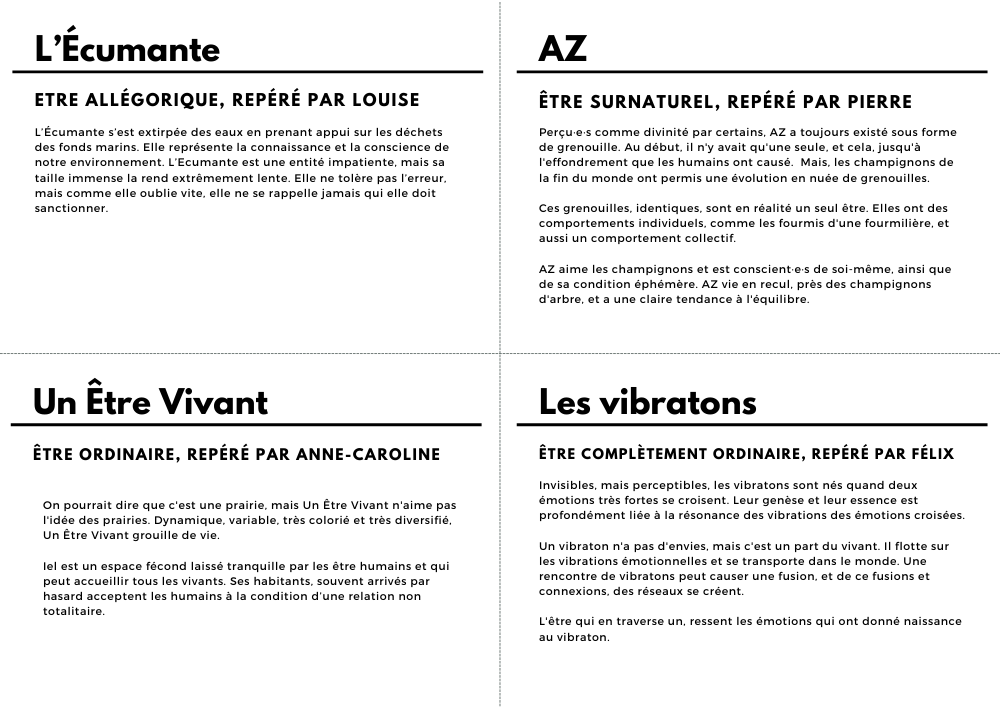 L’Écumante
ETRE ALLÉGORIQUE, REPÉRÉ PAR LOUISE
L’Écumante s’est extirpée des eaux en prenant appui sur les déchets
des fonds marins. Elle représente la connaissance et la conscience de
notre environnement. L’Ecumante est une entité impatiente, mais sa
taille immense la rend extrêmement lente. Elle ne tolère pas l’erreur,
mais comme elle oublie vite, elle ne se rappelle jamais qui elle doit
sanctionner.
AZ
ÊTRE SURNATUREL, REPÉRÉ PAR PIERRE
Perçu·e·s comme divinité par certains, AZ a toujours existé sous forme
de grenouille. Au début, il n'y avait qu'une seule, et cela, jusqu'à
l'effondrement que les humains ont causé.  Mais, les champignons de
la fin du monde ont permis une évolution en nuée de grenouilles.
Ces grenouilles, identiques, sont en réalité un seul être. Elles ont des
comportements individuels, comme les fourmis d'une fourmilière, et
aussi un comportement collectif.
AZ aime les champignons et est conscient·e·s de soi-même, ainsi que
de sa condition éphémère. AZ vie en recul, près des champignons
d'arbre, et a une claire tendance à l'équilibre.
Un Être Vivant
ÊTRE ORDINAIRE, REPÉRÉ PAR ANNE-CAROLINE
On pourrait dire que c'est une prairie, mais Un Être Vivant n'aime pas
l'idée des prairies. Dynamique, variable, très colorié et très diversifié,
Un Être Vivant grouille de vie.
Iel est un espace fécond laissé tranquille par les être humains et qui
peut accueillir tous les vivants. Ses habitants, souvent arrivés par
hasard acceptent les humains à la condition d’une relation non
totalitaire.
Les vibratons
ÊTRE COMPLÈTEMENT ORDINAIRE, REPÉRÉ PAR FÉLIX
Invisibles, mais perceptibles, les vibratons sont nés quand deux
émotions très fortes se croisent. Leur genèse et leur essence est
profondément liée à la résonance des vibrations des émotions croisées.
Un vibraton n'a pas d'envies, mais c'est un part du vivant. Il flotte sur
les vibrations émotionnelles et se transporte dans le monde. Une
rencontre de vibratons peut causer une fusion, et de ce fusions et
connexions, des réseaux se créent.
L'être qui en traverse un, ressent les émotions qui ont donné naissance
au vibraton.